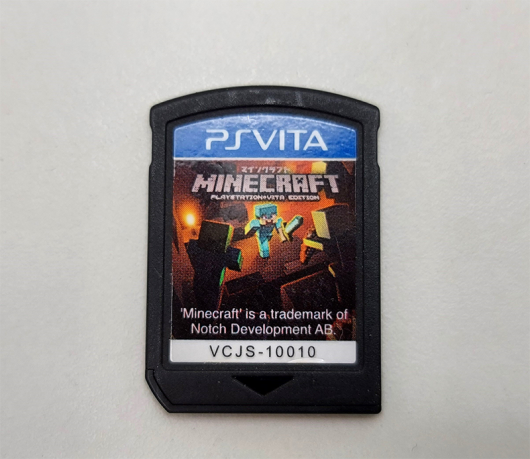 PSVITA
マインクラフト
MINECRAFT
PLAYSTATION®VITA EDITION
'Minecraft' is a trademark of
Notch Development AB.
VCJS-10010